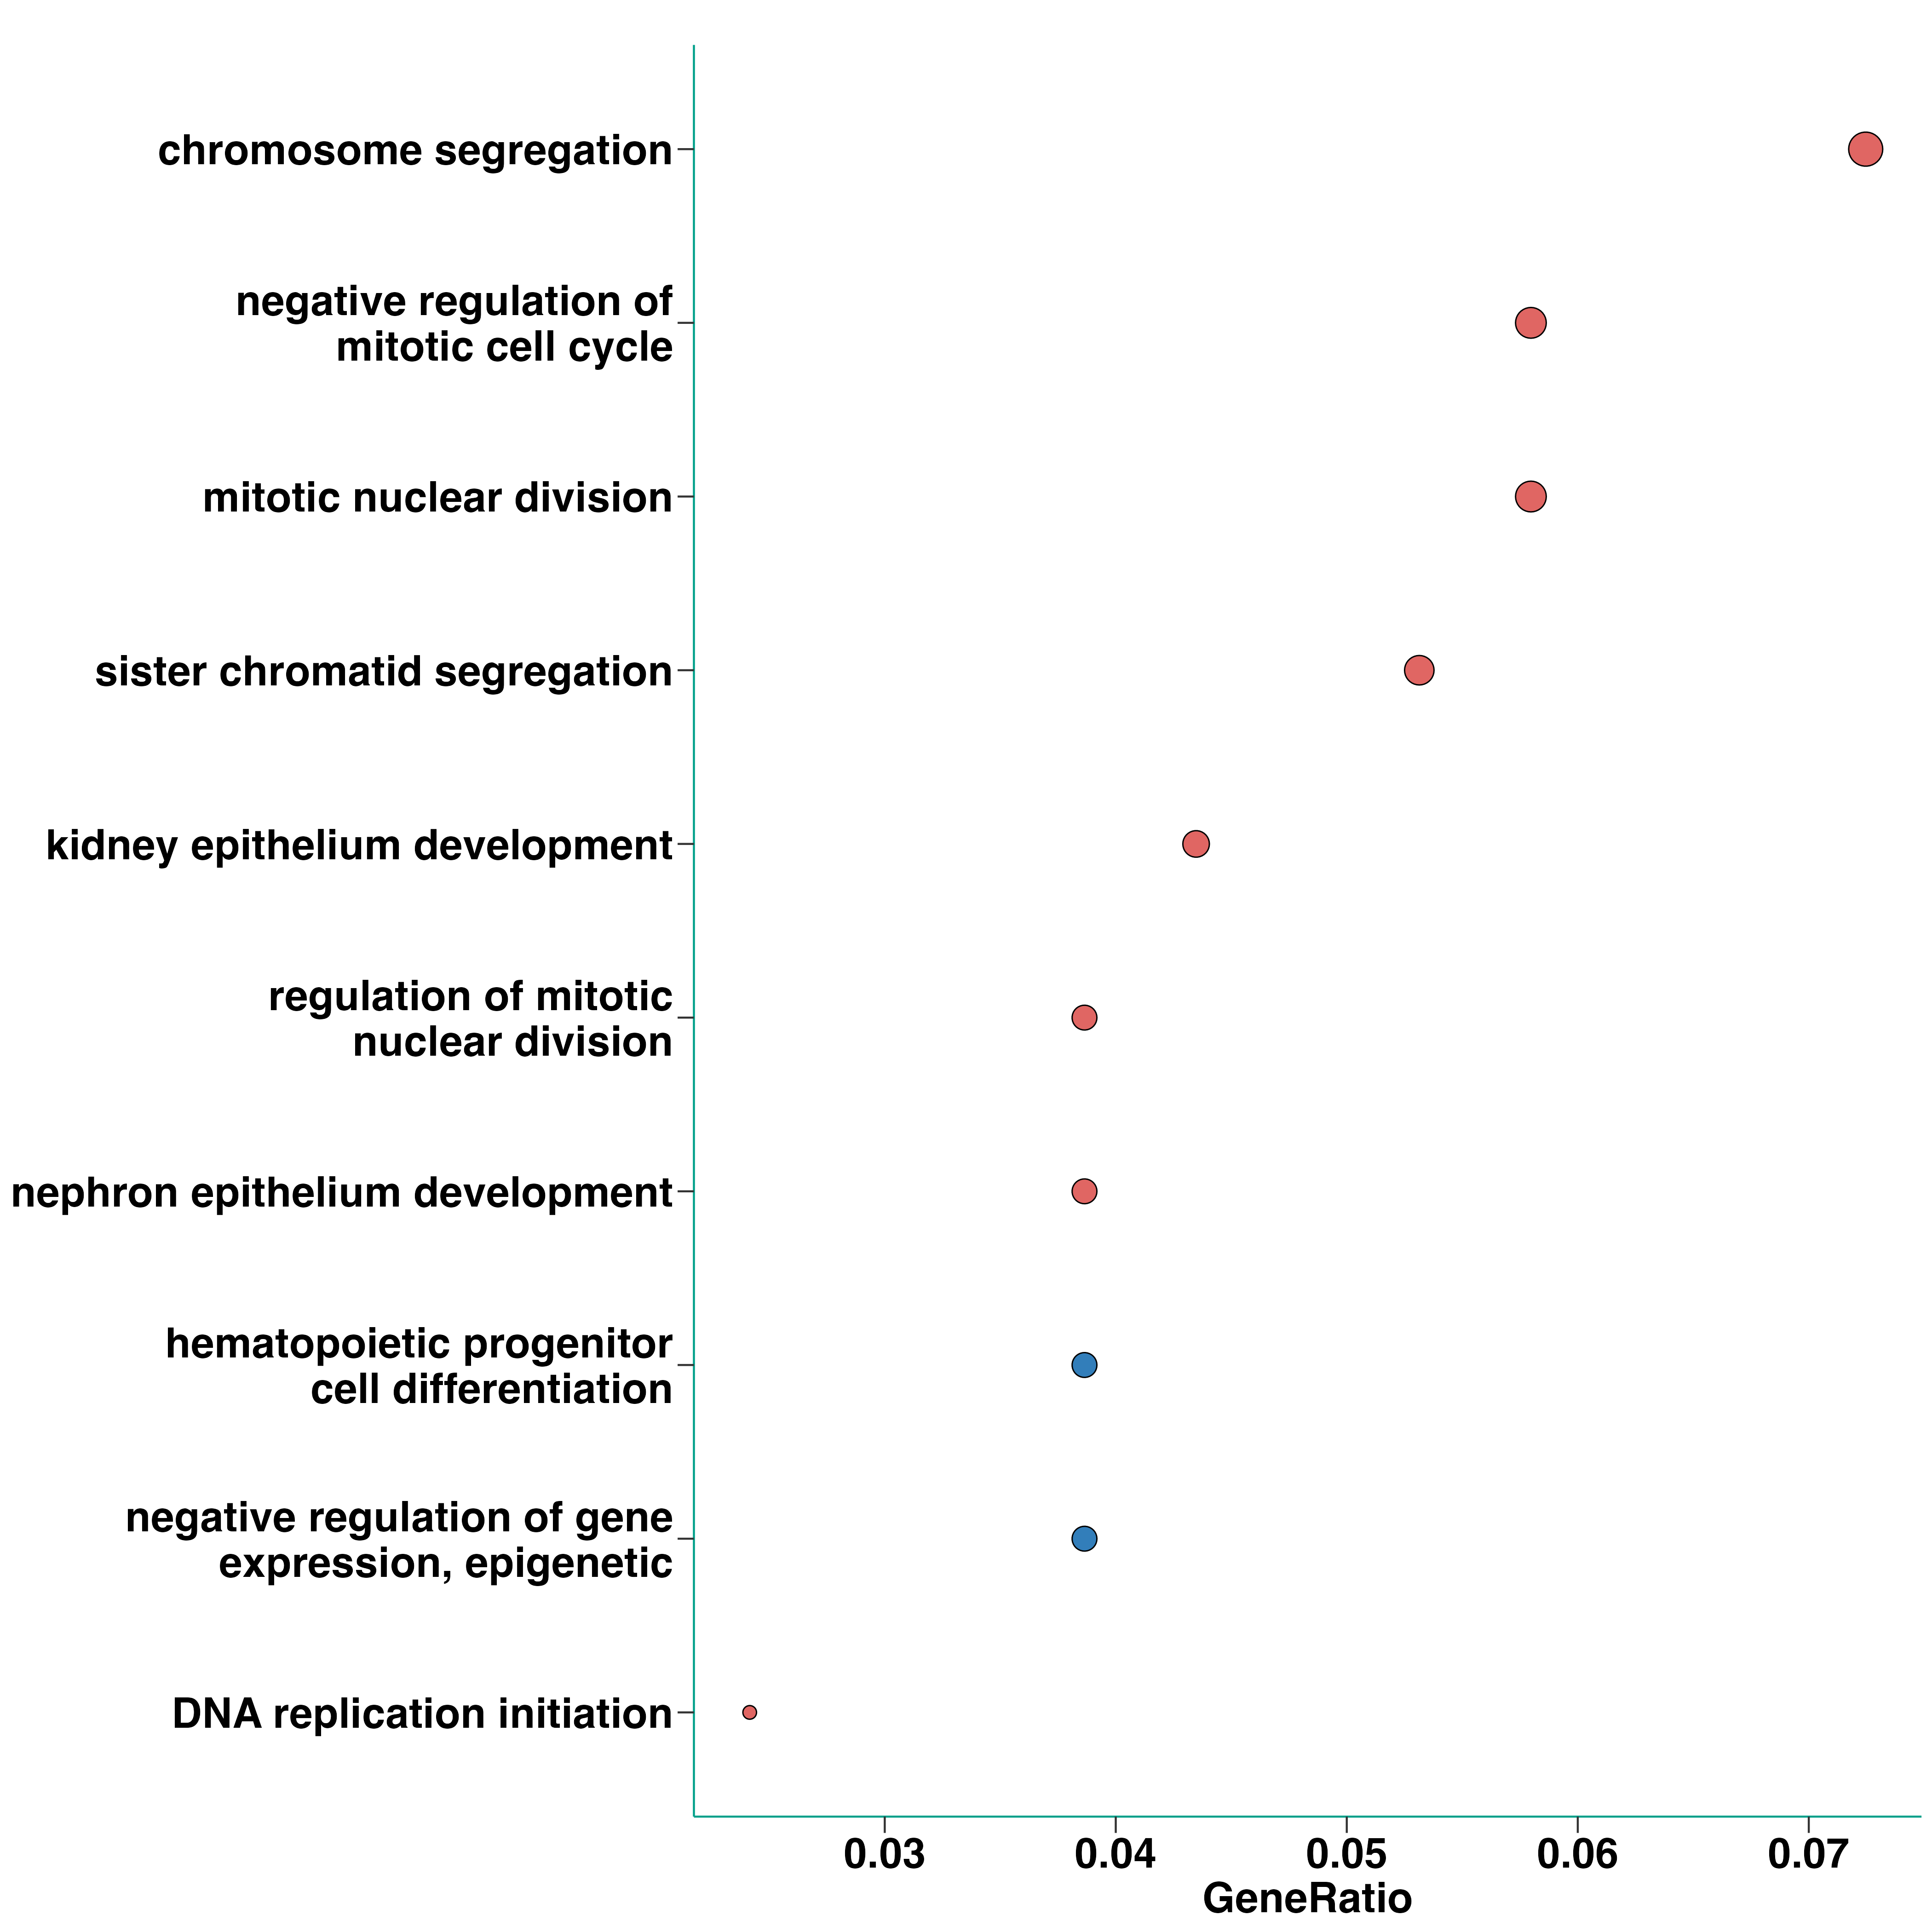 chromosome segregation
negative regulation of
mitotic cell cycle
mitotic nuclear division
sister chromatid segregation
kidney epithelium development
regulation of mitotic
nuclear division
nephron epithelium development
hematopoietic progenitor
cell differentiation
negative regulation of gene
expression, epigenetic
DNA replication initiation
0.03 0.04 0.05 0.06 0.07
GeneRatio